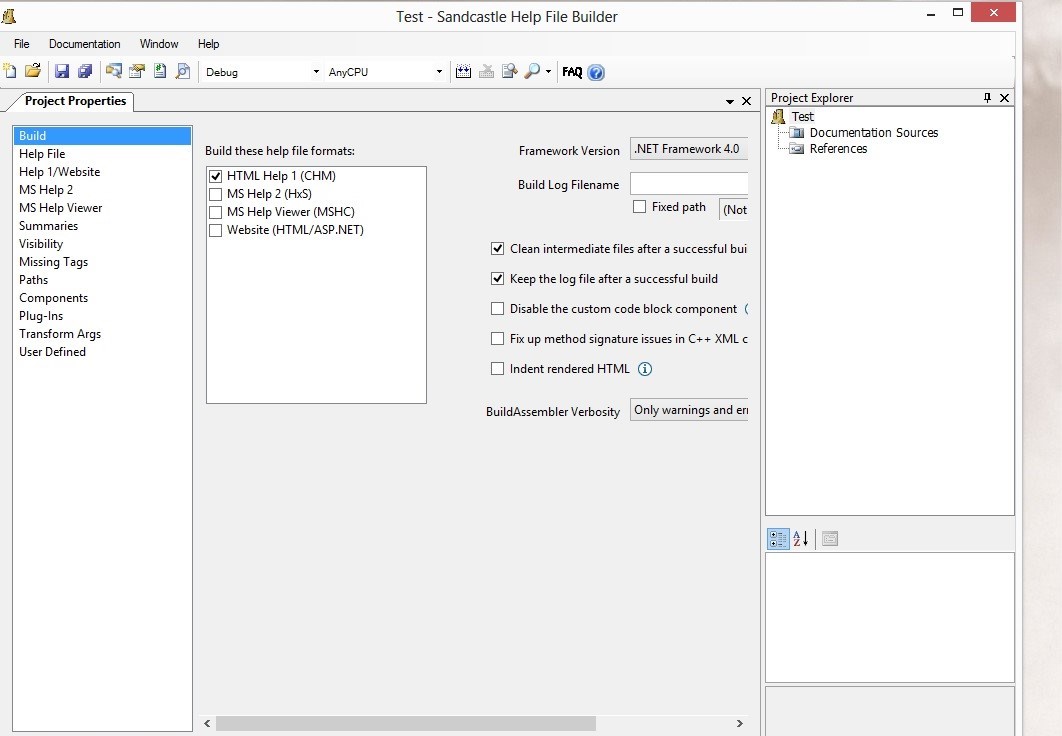 Test - Sandcastle Help File Builder
File Documentation Window Help
Debug AnyCPU FAQ
Project Properties
Build
Help File
Help 1/Website
MS Help 2
MS Help Viewer
Summaries
Visibility
Missing Tags
Paths
Components
Plug-Ins
Transform Args
User Defined
Build these help file formats:
HTML Help 1 (CHM)
MS Help 2 (HxS)
MS Help Viewer (MSHC)
Website (HTML/ASP.NET)
Framework Version .NET Framework 4.0
Build Log Filename
Fixed path (Not
Clean intermediate files after a successful bui
Keep the log file after a successful build
Disable the custom code block component
Fix up method signature issues in C++ XML c
Indent rendered HTML
BuildAssembler Verbosity Only warnings and err
Project Explorer
Test
Documentation Sources
References